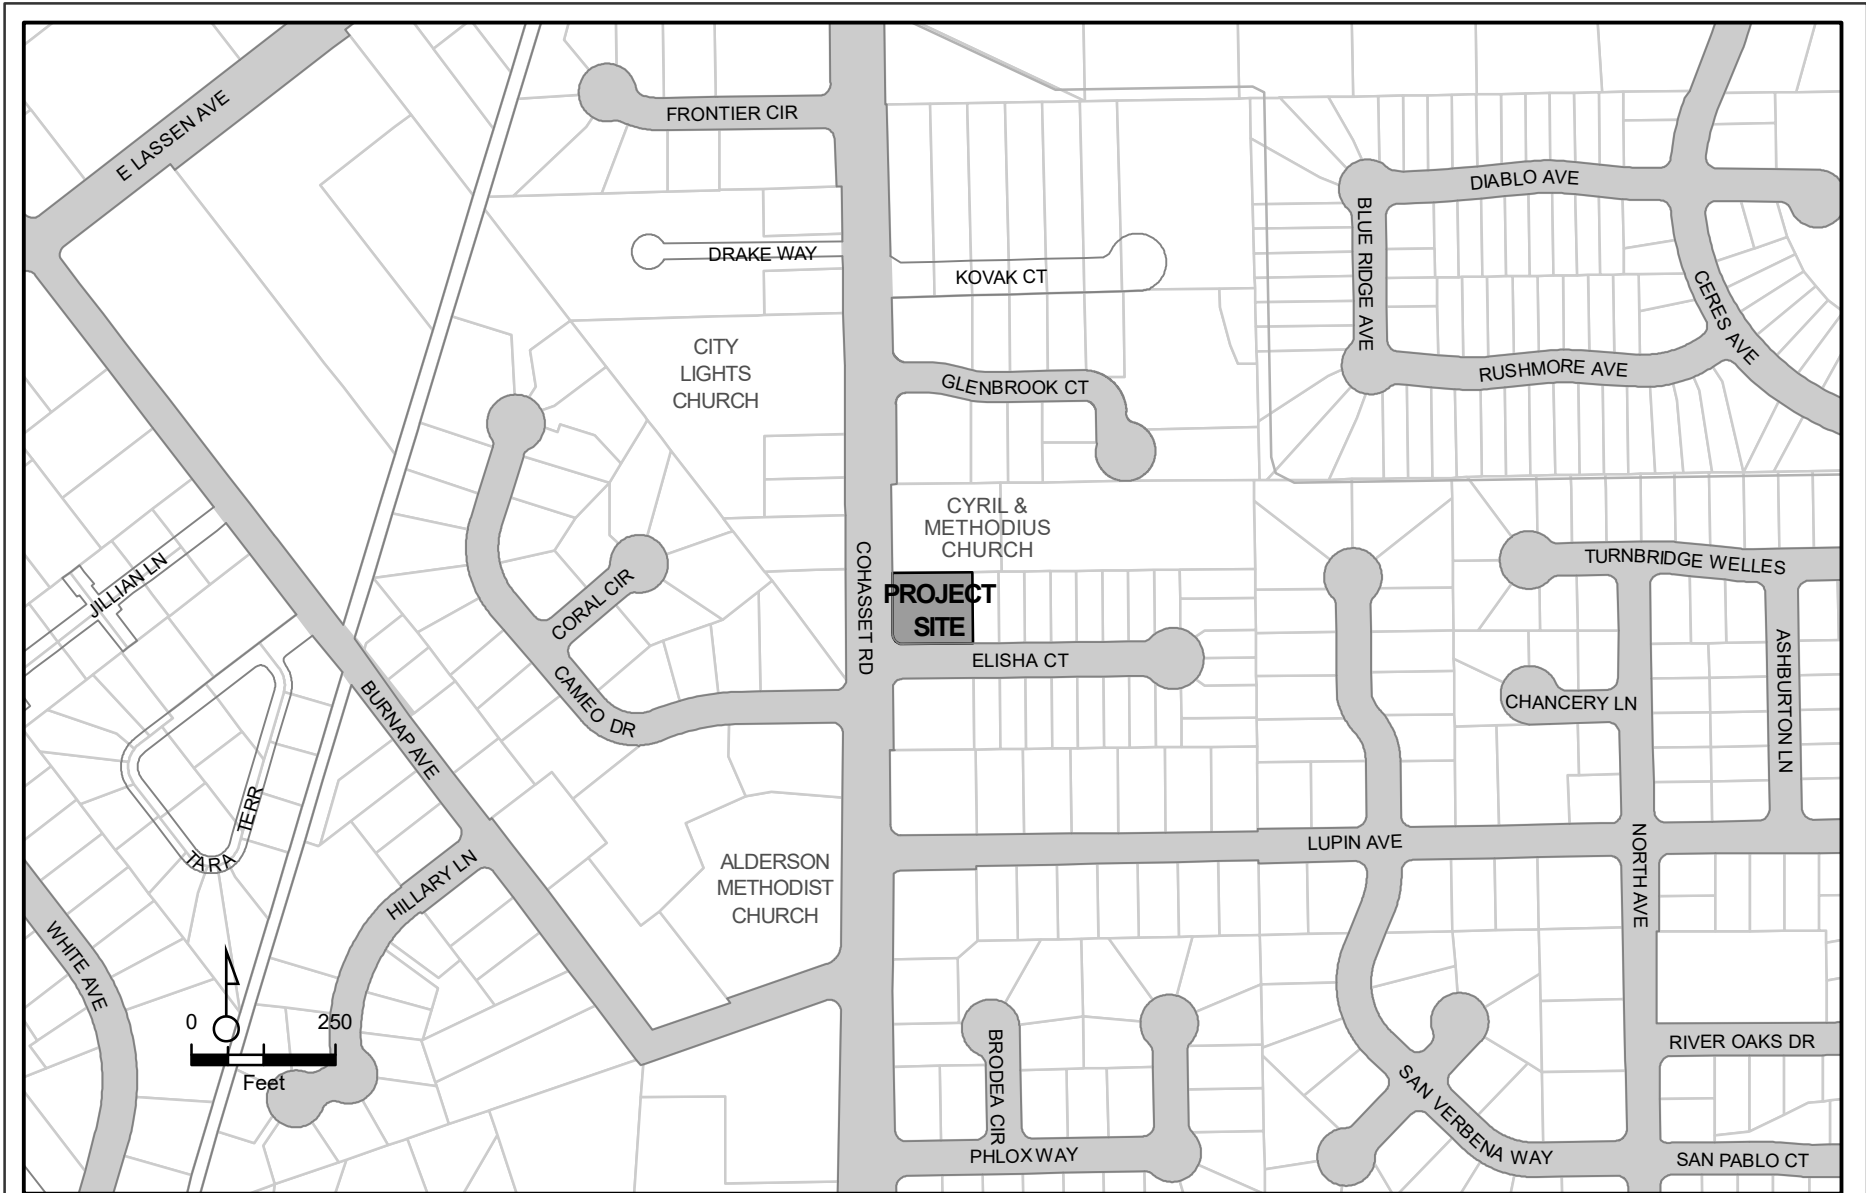 E LASSEN AVE
FRONTIER CIR
DIABLO AVE
BLUE RIDGE AVE
DRAKE WAY
KOVAK CT
CERES AVE
CITY
LIGHTS
CHURCH
GLENBROOK CT
RUSHMORE AVE
CYRIL &
METHODIUS
CHURCH
COHASSET RD
TURNBRIDGE WELLES
JILLIAN LN
CORAL CIR
PROJECT
SITE
ELISHA CT
ASHBURTON LN
CAMEO DR
CHANCERY LN
BURNAP AVE
TERR
TARA
LUPIN AVE
NORTH AVE
HILLARY LN
ALDERSON
METHODIST
CHURCH
WHITE AVE
0 250
Feet
BRODEA CIR
RIVER OAKS DR
SAN VERBENA WAY
PHLOX WAY
SAN PABLO CT